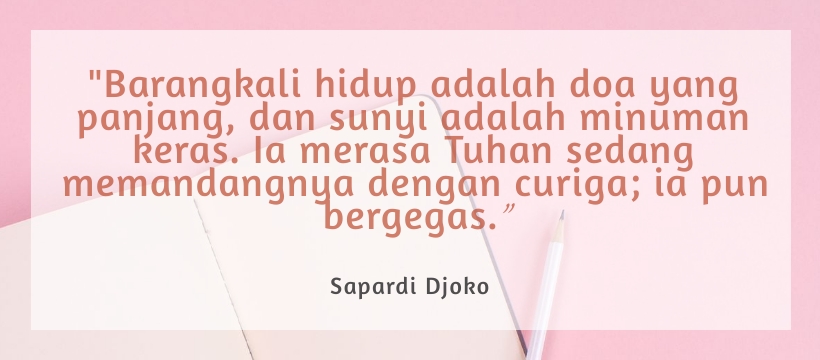 "Barangkali hidup adalah doa yang
panjang, dan sunyi adalah minuman
keras. Ia merasa Tuhan sedang
memandangnya dengan curiga; ia pun
bergegas.”
Sapardi Djoko